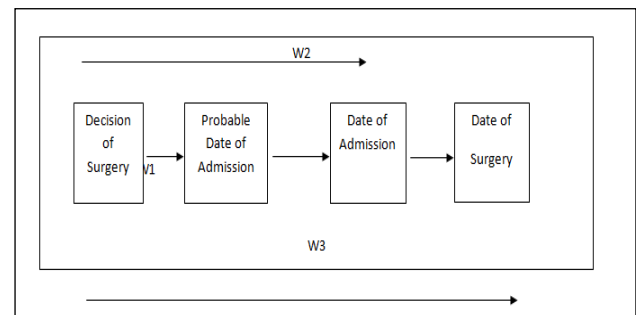 W2
Decision
of
Surgery
W1
Probable
Date of
Admission
Date of
Admission
Date of
Surgery
W3